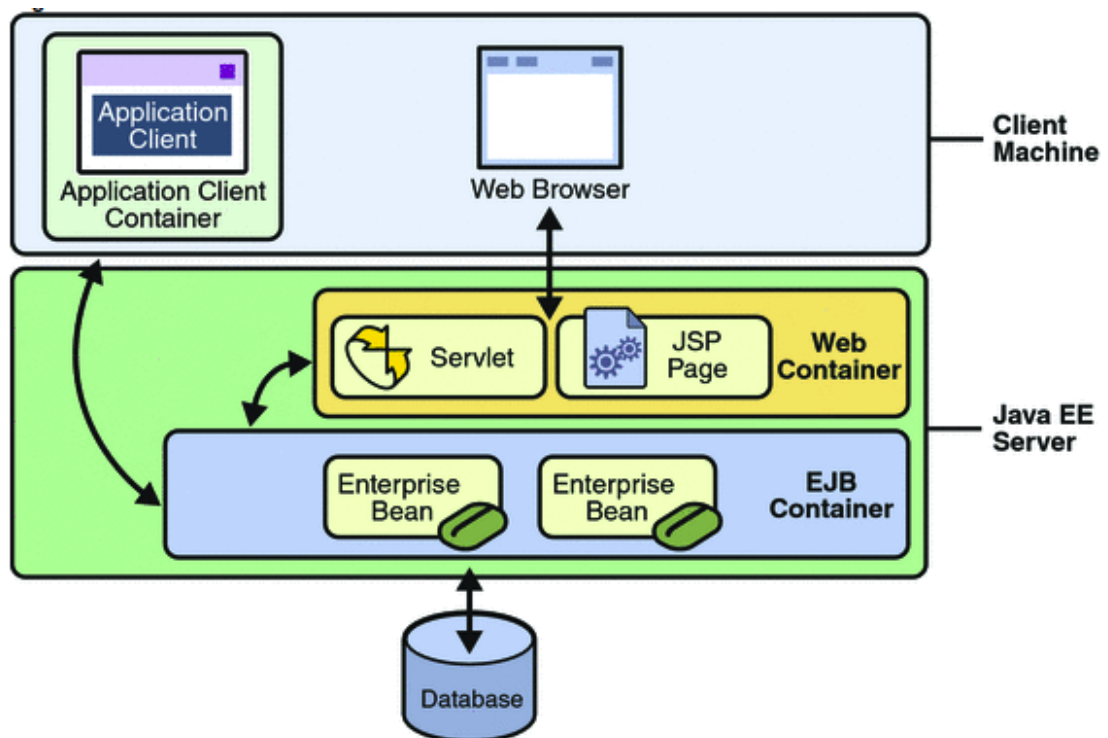 Application
Client
Application Client
Container
Web Browser
Client
Machine
Servlet
JSP
Page
Web
Container
Java EE
Server
Enterprise
Bean
Enterprise
Bean
EJB
Container
Database